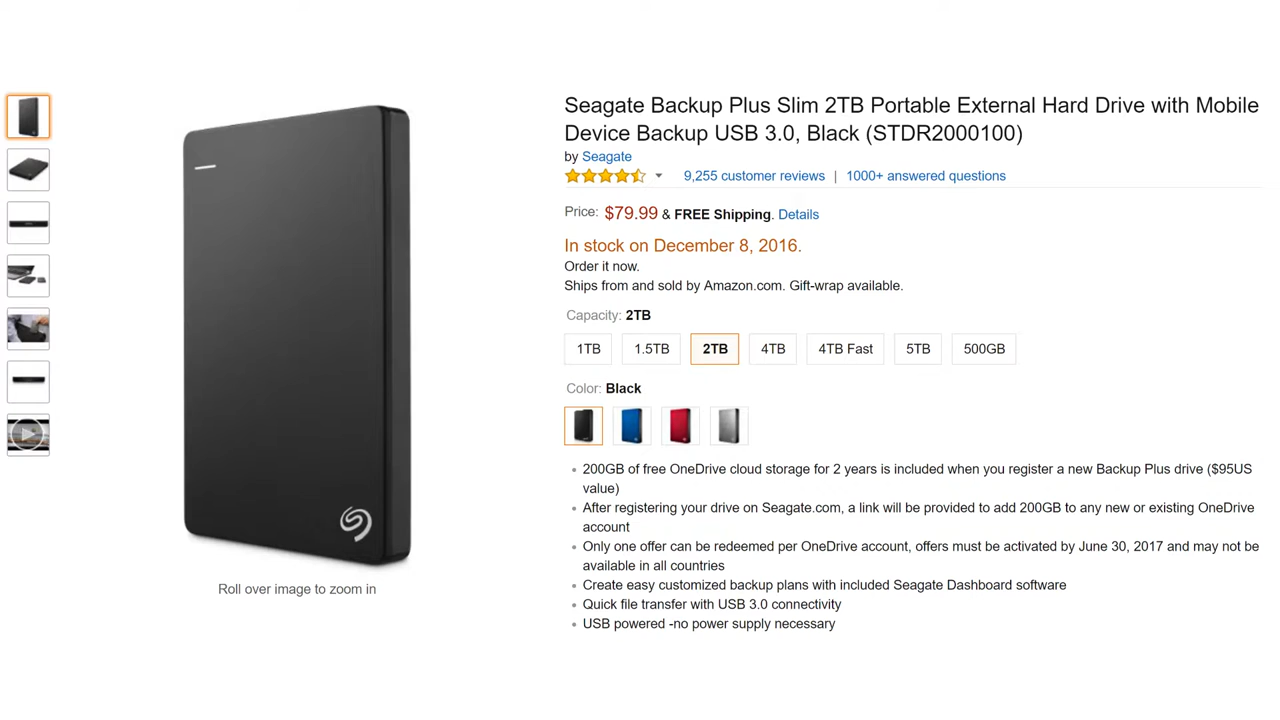 Seagate Backup Plus Slim 2TB Portable External Hard Drive with Mobile
Device Backup USB 3.0, Black (STDR2000100)
by Seagate
9,255 customer reviews | 1000+ answered questions
Price: $79.99 & FREE Shipping. Details
In stock on December 8, 2016.
Order it now.
Ships from and sold by Amazon.com. Gift-wrap available.
Capacity: 2TB
1TB 1.5TB 2TB 4TB 4TB Fast 5TB 500GB
Color: Black
• 200GB of free OneDrive cloud storage for 2 years is included when you register a new Backup Plus drive ($95US
value)
• After registering your drive on Seagate.com, a link will be provided to add 200GB to any new or existing OneDrive
account
• Only one offer can be redeemed per OneDrive account, offers must be activated by June 30, 2017 and may not be
available in all countries
• Create easy customized backup plans with included Seagate Dashboard software
• Quick file transfer with USB 3.0 connectivity
• USB powered -no power supply necessary
Roll over image to zoom in